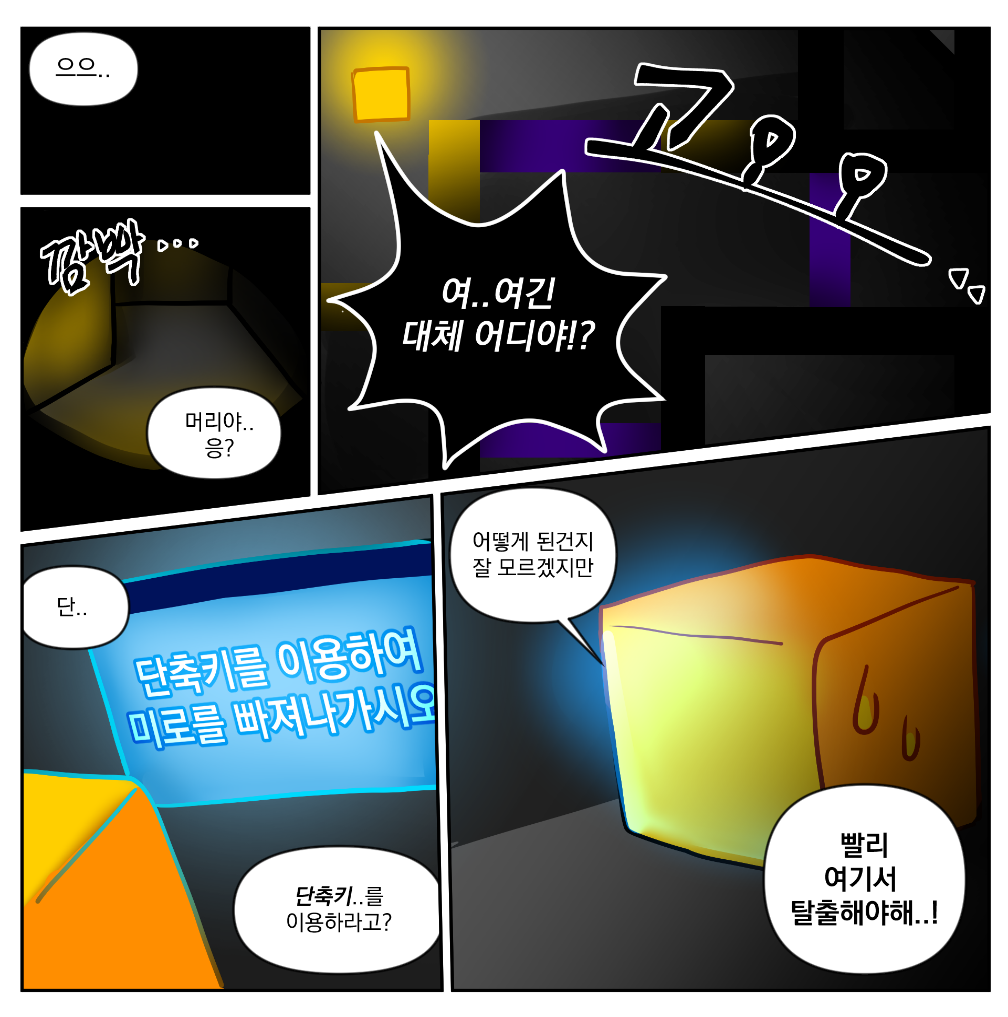 으으..
깜빡...
머리야..
응?
고오오...
여..여긴
대체 어디야!?
단..
단축키를 이용하여
미로를 빠져나가시오
단축키..를
이용하라고?
어떻게 된건지
잘 모르겠지만
빨리
여기서
탈출해야해..!